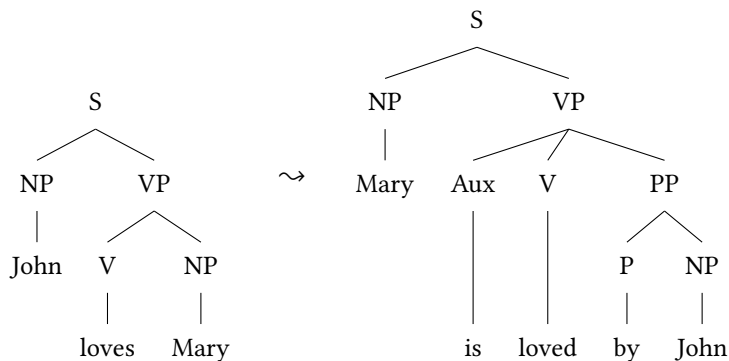 S
S
NP VP
NP VP
⤳
Mary Aux V PP
John V NP
P NP
loves Mary
is loved by John